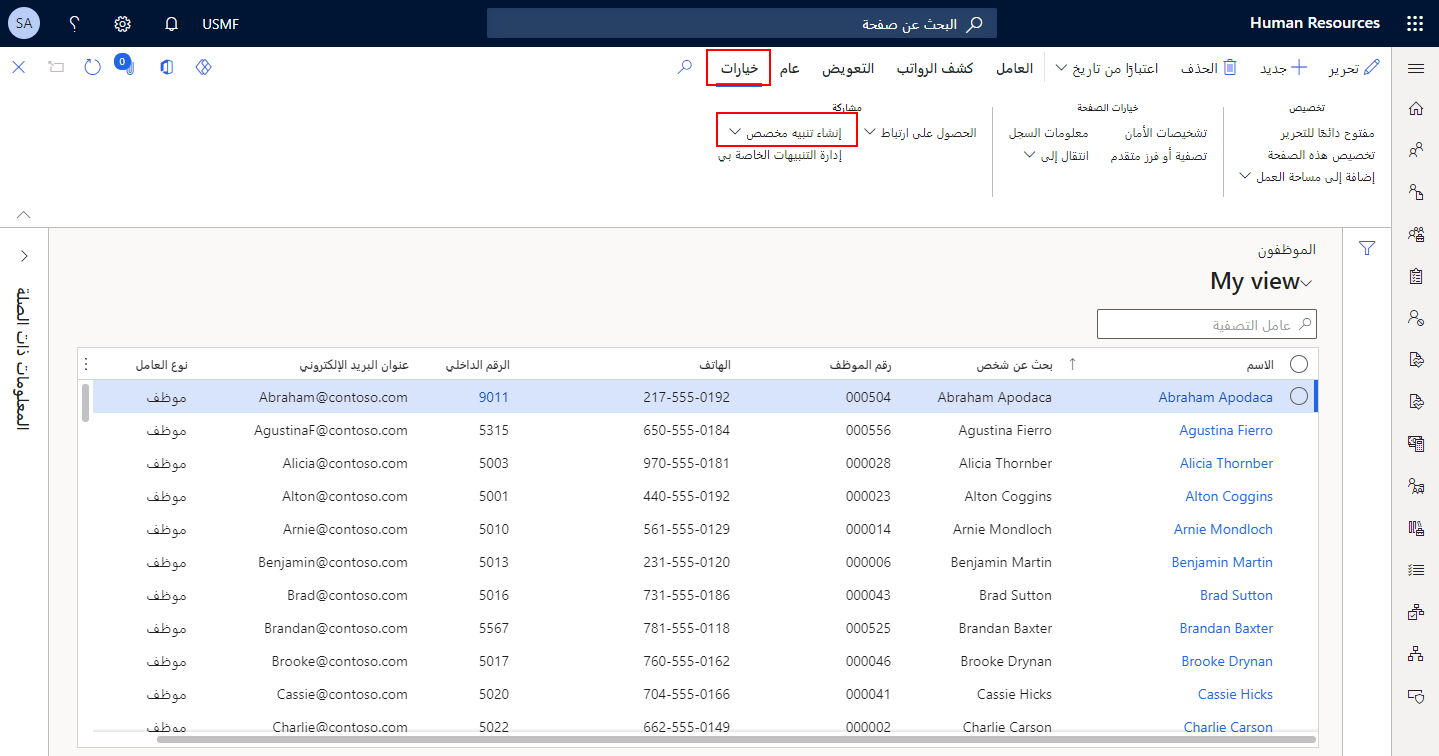 Human Resources
البحث عن صفحة
USMF
SA
تحرير
جديد
الحذف
اعتبارًا من تاريخ
العامل
كشف الرواتب
التعويض
عام
خيارات
0
تخصيص
مفتوح دائمًا للتحرير
تخصيص هذه الصفحة
إضافة إلى مساحة العمل
خيارات الصفحة
تشخيصات الأمان
تصفية أو فرز متقدم
معلومات السجل
انتقال إلى
مشاركة
الحصول على ارتباط
إنشاء تنبيه مخصص
إدارة التنبيهات الخاصة بي
المعلومات ذات الصلة
الموظفون
My view
عامل التصفية
الاسم بحث عن شخص رقم الموظف الهاتف الرقم الداخلي عنوان البريد الإلكتروني نوع العامل
Abraham Apodaca Abraham Apodaca 000504 217-555-0192 9011 Abraham@contoso.com موظف
Agustina Fierro Agustina Fierro 000556 650-555-0184 5315 AgustinaF@contoso.com موظف
Alicia Thornber Alicia Thornber 000028 970-555-0181 5003 Alicia@contoso.com موظف
Alton Coggins Alton Coggins 000023 440-555-0192 5001 Alton@contoso.com موظف
Arnie Mondloch Arnie Mondloch 000014 561-555-0129 5010 Arnie@contoso.com موظف
Benjamin Martin Benjamin Martin 000006 231-555-0120 5013 Benjamin@contoso.com موظف
Brad Sutton Brad Sutton 000043 731-555-0186 5016 Brad@contoso.com موظف
Brandan Baxter Brandan Baxter 000525 781-555-0118 5567 Brandan@contoso.com موظف
Brooke Drynan Brooke Drynan 000046 760-555-0162 5017 Brooke@contoso.com موظف
Cassie Hicks Cassie Hicks 000041 704-555-0166 5020 Cassie@contoso.com موظف
Charlie Carson Charlie Carson 000002 662-555-0149 5022 Charlie@contoso.com موظف